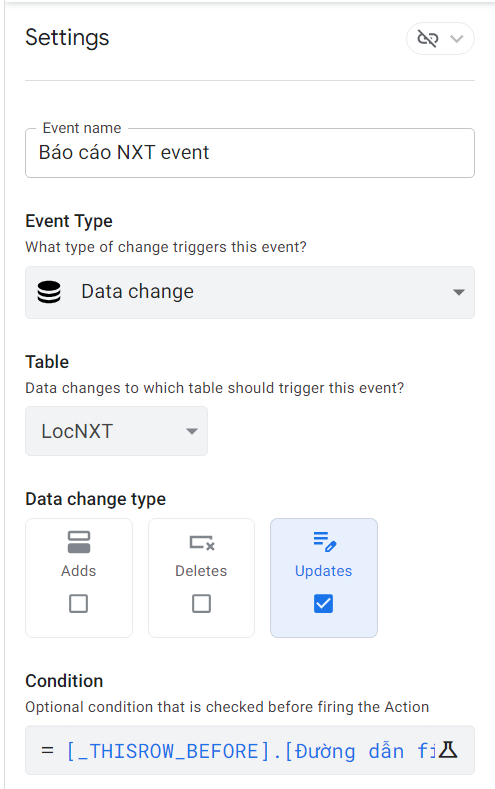 Settings
Event name
Báo cáo NXT event
Event Type
What type of change triggers this event?
Data change
Table
Data changes to which table should trigger this event?
LocNXT
Data change type
Adds
Deletes
Updates
Condition
Optional condition that is checked before firing the Action
= [_THISROW_BEFORE].[Đường dẫn fi